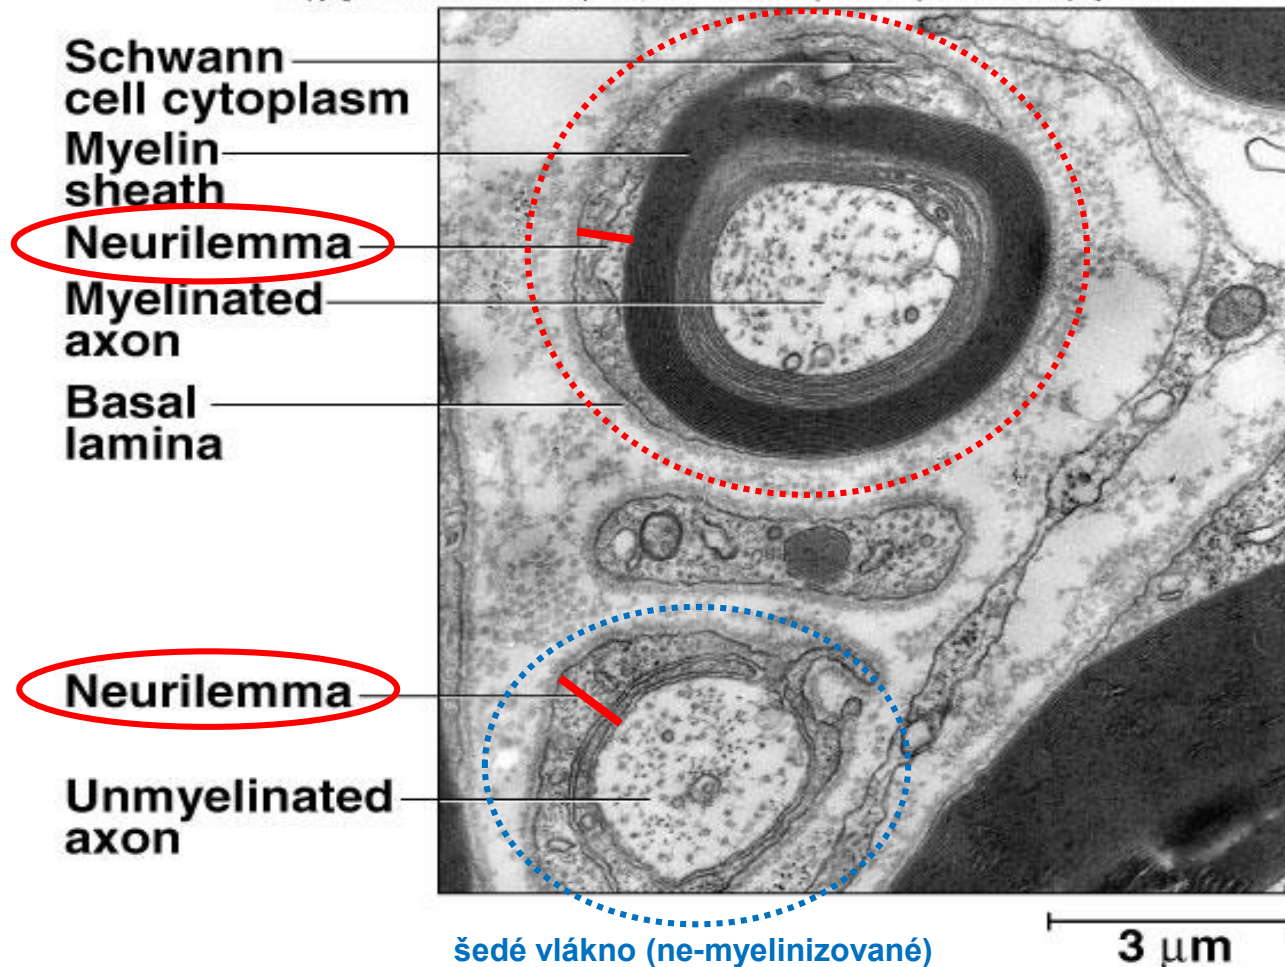 Schwann
cell cytoplasm
Myelin
sheath
Neurilemma
Myelinated
axon
Basal
lamina
Neurilemma
Unmyelinated
axon
šedé vlákno (ne-myelinizované)
3 µm